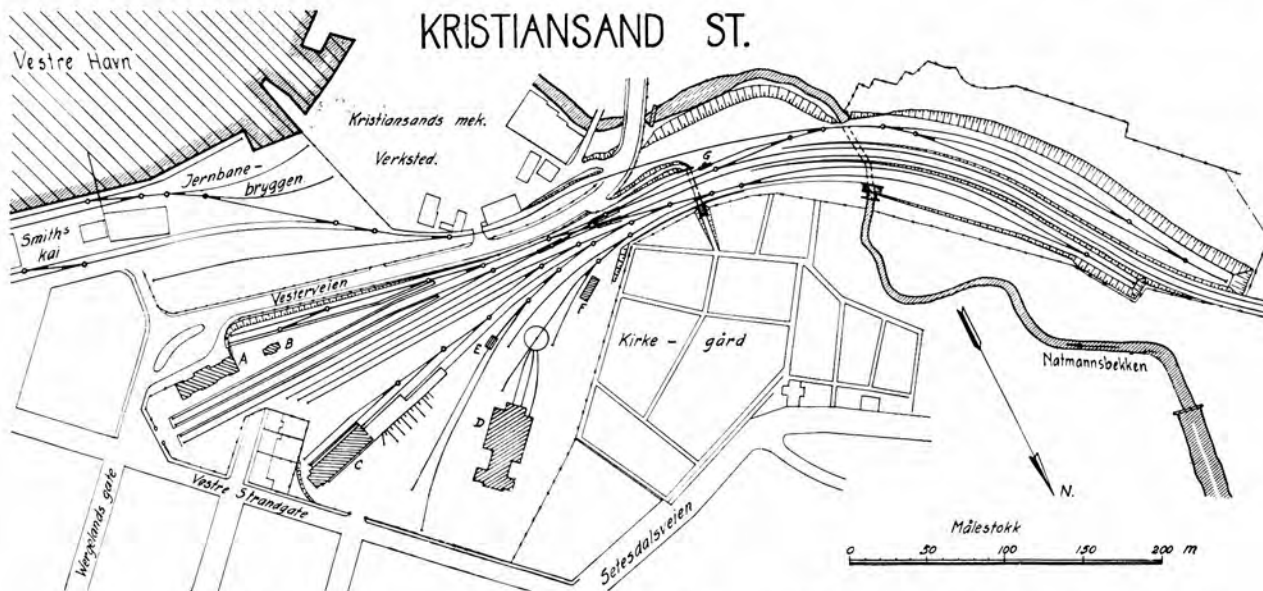 KRISTIANSAND ST.
Vestre Havn
Kristiansands mek.
Verksted.
Jernbane-
bryggen
Smiths
kai
Vesterveien
A
B
C
D
E
F
G
Kirke - gård
Natmannsbekken
N.
Vestre Strandgate
Wergelands gate
Setesdalsveien
Målestokk
0 50 100 150 200 m